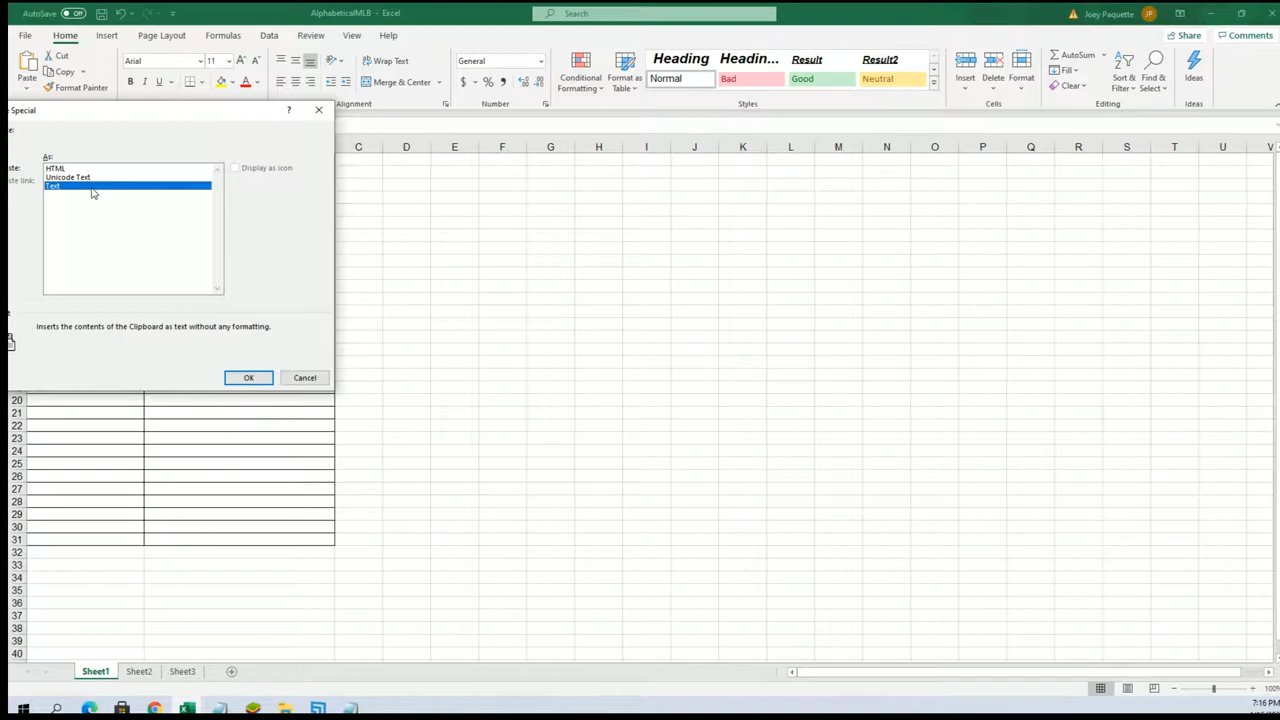 AutoSave Off AlphabeticalMLB - Excel Search Joey Paquette JP
File Home Insert Page Layout Formulas Data Review View Help Share Comments
Paste Cut Copy Format Painter
Arial 11 A A
B I U A
Wrap Text
Merge & Center
Alignment
General
$ % ,
Number
Conditional Formatting
Format as Table
Heading Headin... Result Result2
Normal Bad Good Neutral
Styles
Insert Delete Format
Cells
AutoSum
Fill
Clear
Sort & Filter
Find & Select
Editing
Ideas
Ideas
Special ? ×
As:
HTML
Unicode Text
Text
Display as icon
Inserts the contents of the Clipboard as text without any formatting.
OK Cancel
C D E F G H I J K L M N O P Q R S T U V
20
21
22
23
24
25
26
27
28
29
30
31
32
33
34
35
36
37
38
39
40
Sheet1 Sheet2 Sheet3
100%
7:16 PM